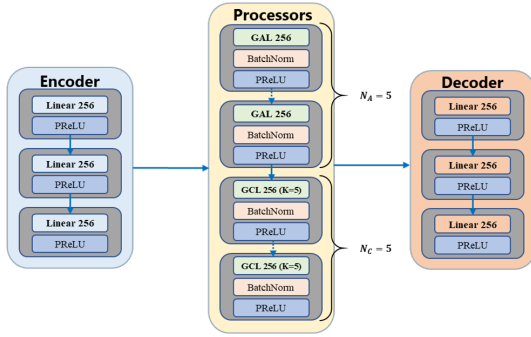 Encoder
Linear 256
PReLU
Linear 256
PReLU
Linear 256
PReLU
Processors
GAL 256
BatchNorm
PReLU
GAL 256
BatchNorm
PReLU
GCL 256 (K=5)
BatchNorm
PReLU
GCL 256 (K=5)
BatchNorm
PReLU
N_A = 5
N_C = 5
Decoder
Linear 256
PReLU
Linear 256
PReLU
Linear 256
PReLU